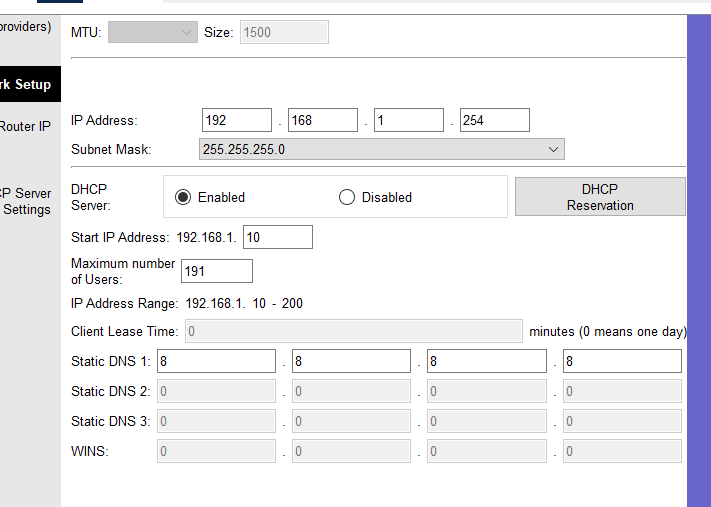 providers)
MTU: Size: 1500
rk Setup
Router IP
IP Address: 192 . 168 . 1 . 254
Subnet Mask: 255.255.255.0
CP Server
Settings
DHCP
Server: Enabled Disabled
DHCP
Reservation
Start IP Address: 192.168.1. 10
Maximum number
of Users: 191
IP Address Range: 192.168.1. 10 - 200
Client Lease Time: 0 minutes (0 means one day)
Static DNS 1: 8 . 8 . 8 . 8
Static DNS 2: 0 . 0 . 0 . 0
Static DNS 3: 0 . 0 . 0 . 0
WINS: 0 . 0 . 0 . 0